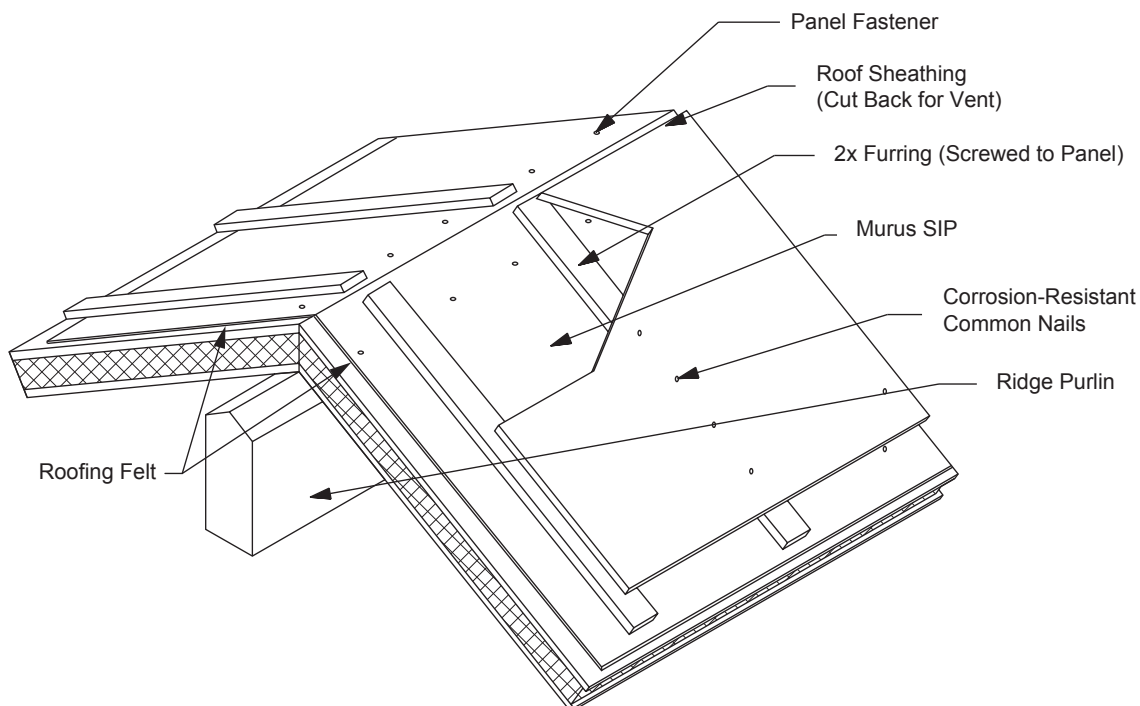 Panel Fastener
Roof Sheathing
(Cut Back for Vent)
2x Furring (Screwed to Panel)
Murus SIP
Corrosion-Resistant
Common Nails
Ridge Purlin
Roofing Felt